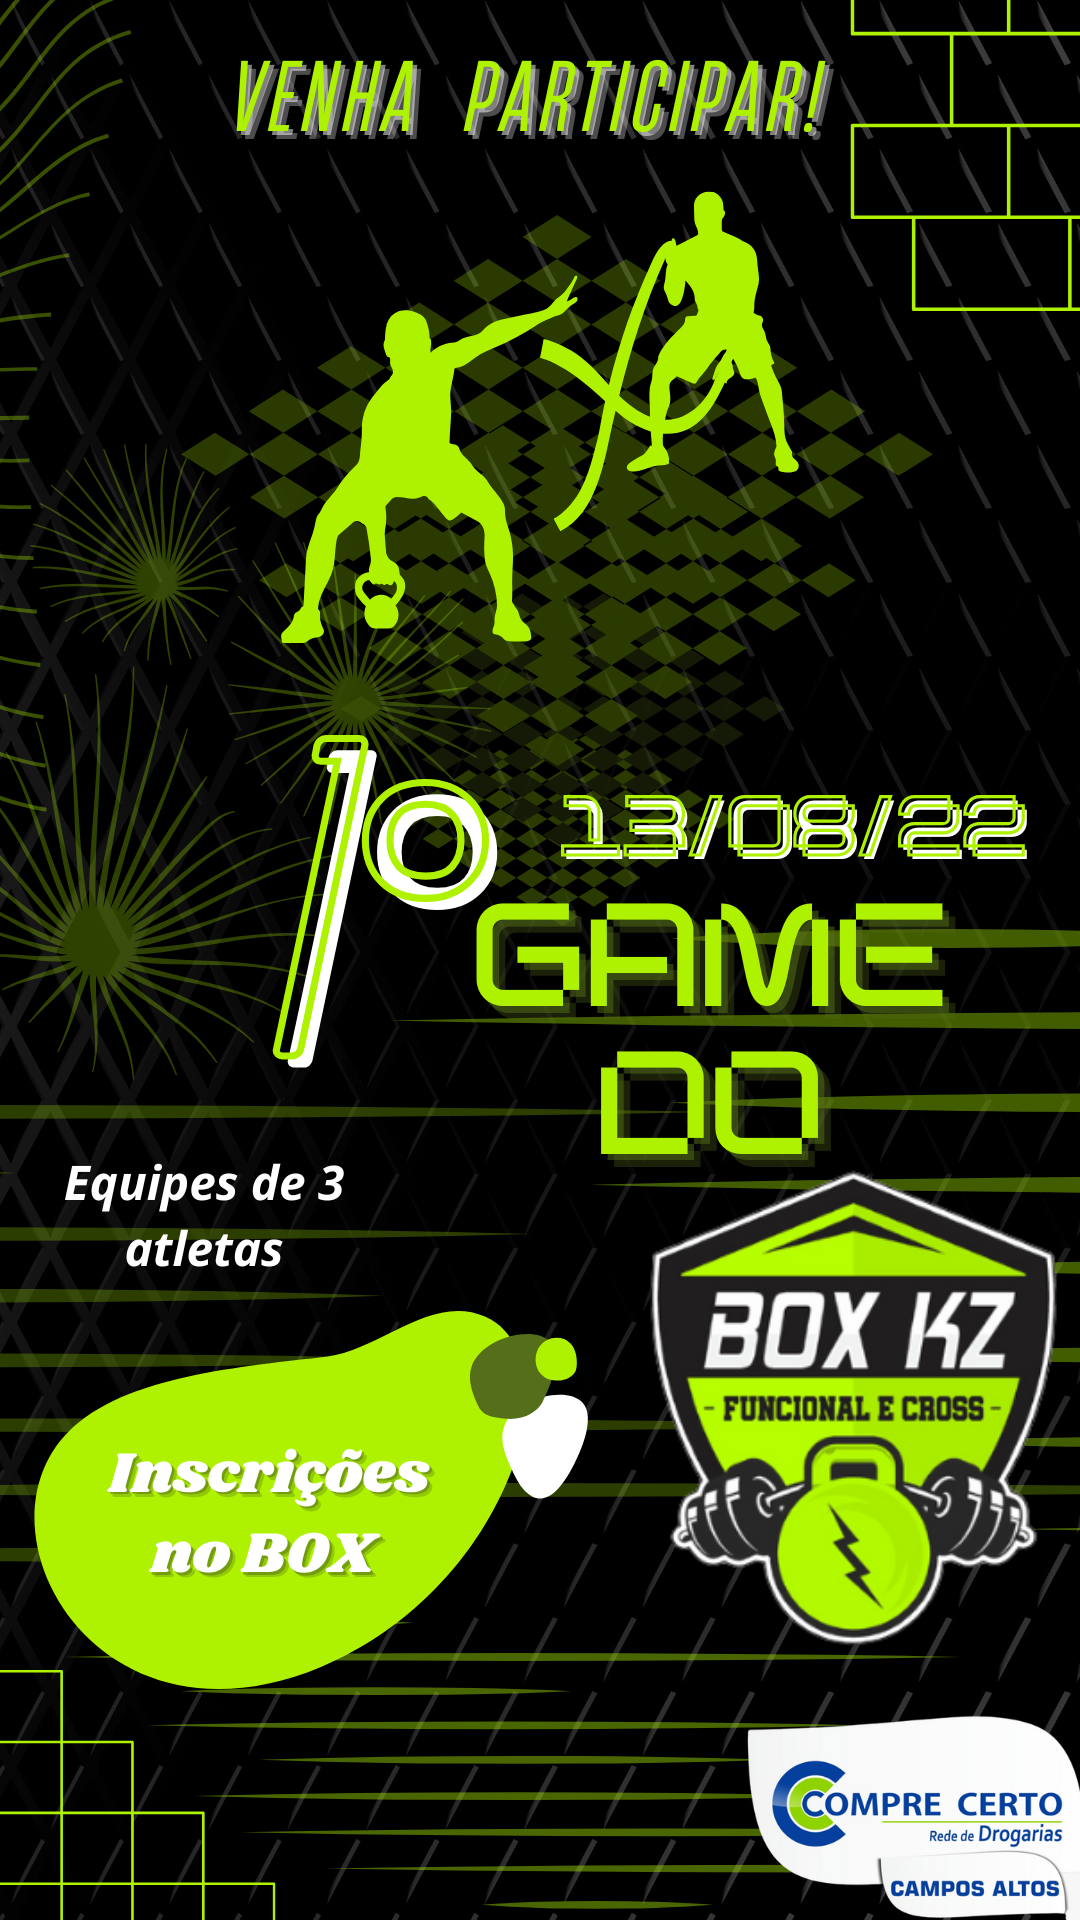 VENHA PARTICIPAR!
1º
13/08/22
GAME
DO
Equipes de 3
atletas
BOX KZ
- FUNCIONAL E CROSS -
Inscrições
no BOX
COMPRE CERTO
Rede de Drogarias
CAMPOS ALTOS